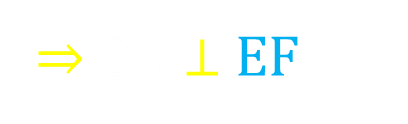 ⇒ ⊥ EF